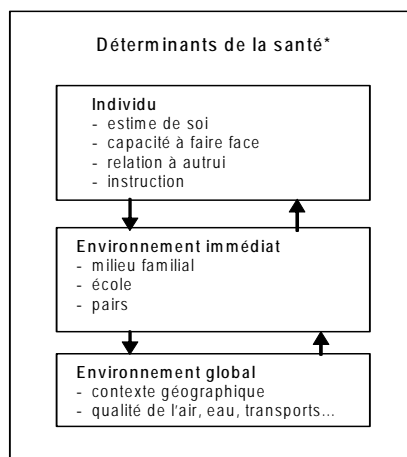 Déterminants de la santé*
Individu
- estime de soi
- capacité à faire face
- relation à autrui
- instruction
Environnement immédiat
- milieu familial
- école
- pairs
Environnement global
- contexte géographique
- qualité de l'air, eau, transports...